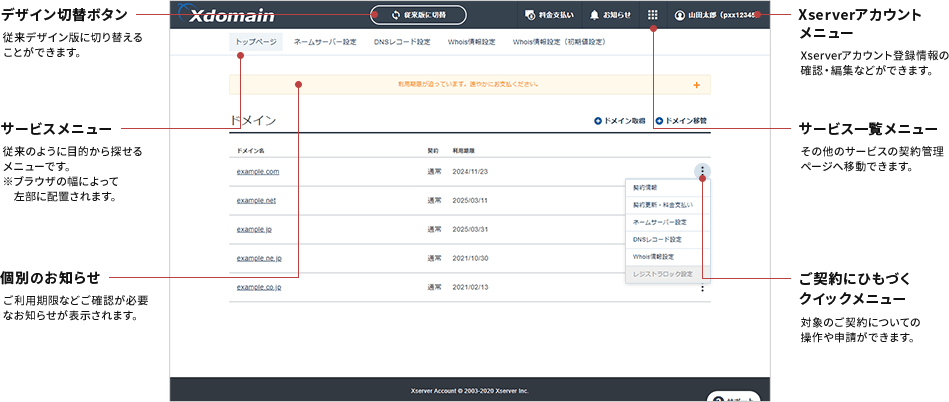 デザイン切替ボタン
従来デザイン版に切り替える
ことができます。
サービスメニュー
従来のように目的から探せる
メニューです。
※ブラウザの幅によって
左部に配置されます。
個別のお知らせ
ご利用期限などご確認が必要
なお知らせが表示されます。
Xdomain
従来版に切替
料金支払い
お知らせ
山田太郎（pxx12345
トップページ
ネームサーバー設定
DNSレコード設定
Whois情報設定
Whois情報設定（初期値設定）
利用期限が迫っています。速やかにお支払ください。
ドメイン
ドメイン取得
ドメイン移管
ドメイン名 契約 利用期限
example.com 通常 2024/11/23
example.net 通常 2025/03/11
example.jp 通常 2025/03/31
example.ne.jp 通常 2021/10/30
example.co.jp 通常 2021/02/13
契約情報
契約更新・料金支払い
ネームサーバー設定
DNSレコード設定
Whois情報設定
レジストラロック設定
Xserver Account © 2003-2020 Xserver Inc.
サポート
Xserverアカウント
メニュー
Xserverアカウント登録情報の
確認・編集などができます。
サービス一覧メニュー
その他のサービスの契約管理
ページへ移動できます。
ご契約にひもづく
クイックメニュー
対象のご契約についての
操作や申請ができます。